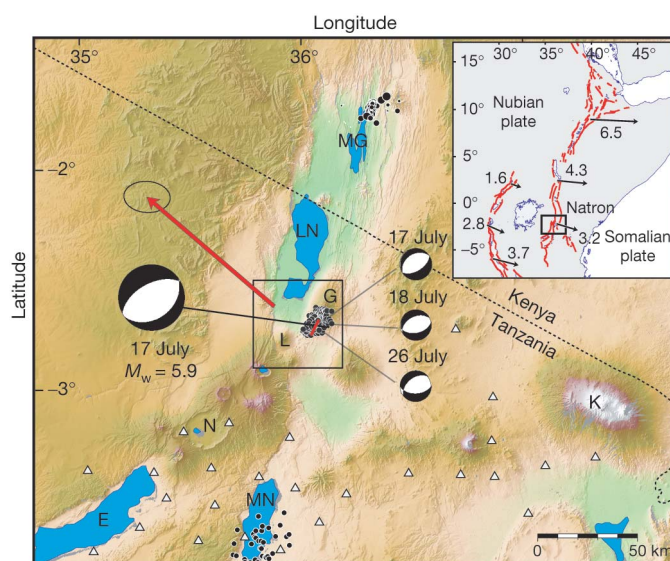 Longitude
35°
36°
30° 35° 40° 45°
15°
10°
5°
0°
−5°
Nubian
plate
6.5
4.3
1.6
Natron
2.8
3.2
Somalian
plate
3.7
MG
−2°
LN
Latitude
17 July
G
Kenya
Tanzania
18 July
L
17 July
Mw = 5.9
26 July
−3°
K
N
MN
E
0 50 km